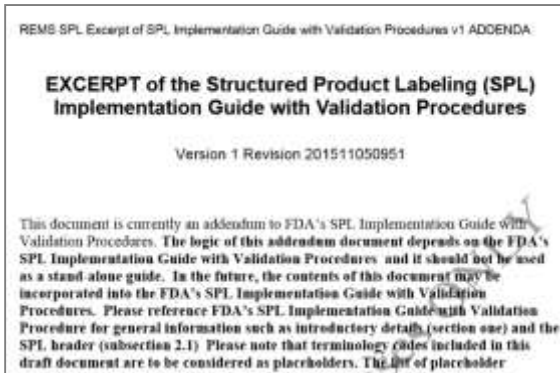 REMS SPL Excerpt of SPL Implementation Guide with Validation Procedures v1 ADDENDA
EXCERPT of the Structured Product Labeling (SPL)
Implementation Guide with Validation Procedures
Version 1 Revision 201511050951
This document is currently an addendum to FDA's SPL Implementation Guide with
Validation Procedures. The logic of this addendum document depends on the FDA's
SPL Implementation Guide with Validation Procedures and it should not be used
as a stand-alone guide. In the future, the contents of this document may be
incorporated into the FDA's SPL Implementation Guide with Validation
Procedures. Please reference FDA's SPL Implementation Guide with Validation
Procedure for general information such as introductory details (section one) and the
SPL header (subsection 2.1) Please note that terminology codes included in this
draft document are to be considered as placeholders. The list of placeholder